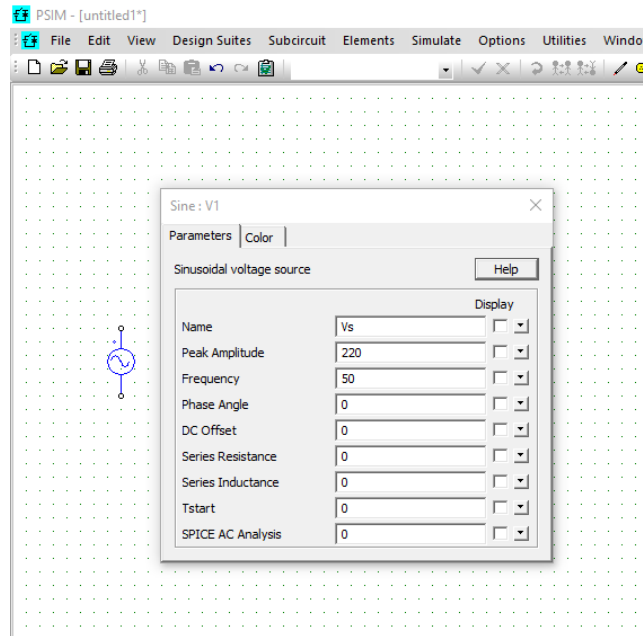 PSIM - [untitled1*]
File Edit View Design Suites Subcircuit Elements Simulate Options Utilities
Sine : V1
Parameters Color
Sinusoidal voltage source Help
Display
Name Vs
Peak Amplitude 220
Frequency 50
Phase Angle 0
DC Offset 0
Series Resistance 0
Series Inductance 0
Tstart 0
SPICE AC Analysis 0